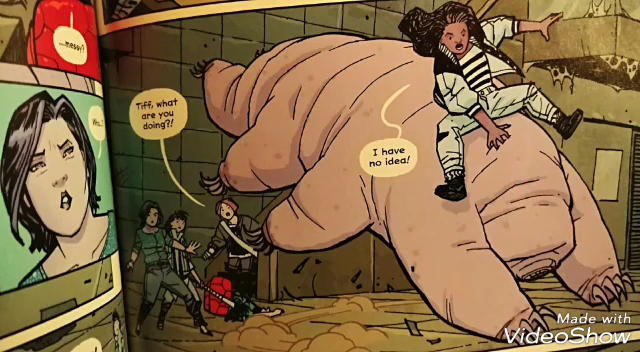 ...messy?
Tiff, what
are you
doing?!
I have
no idea!
Made with
VideoShow